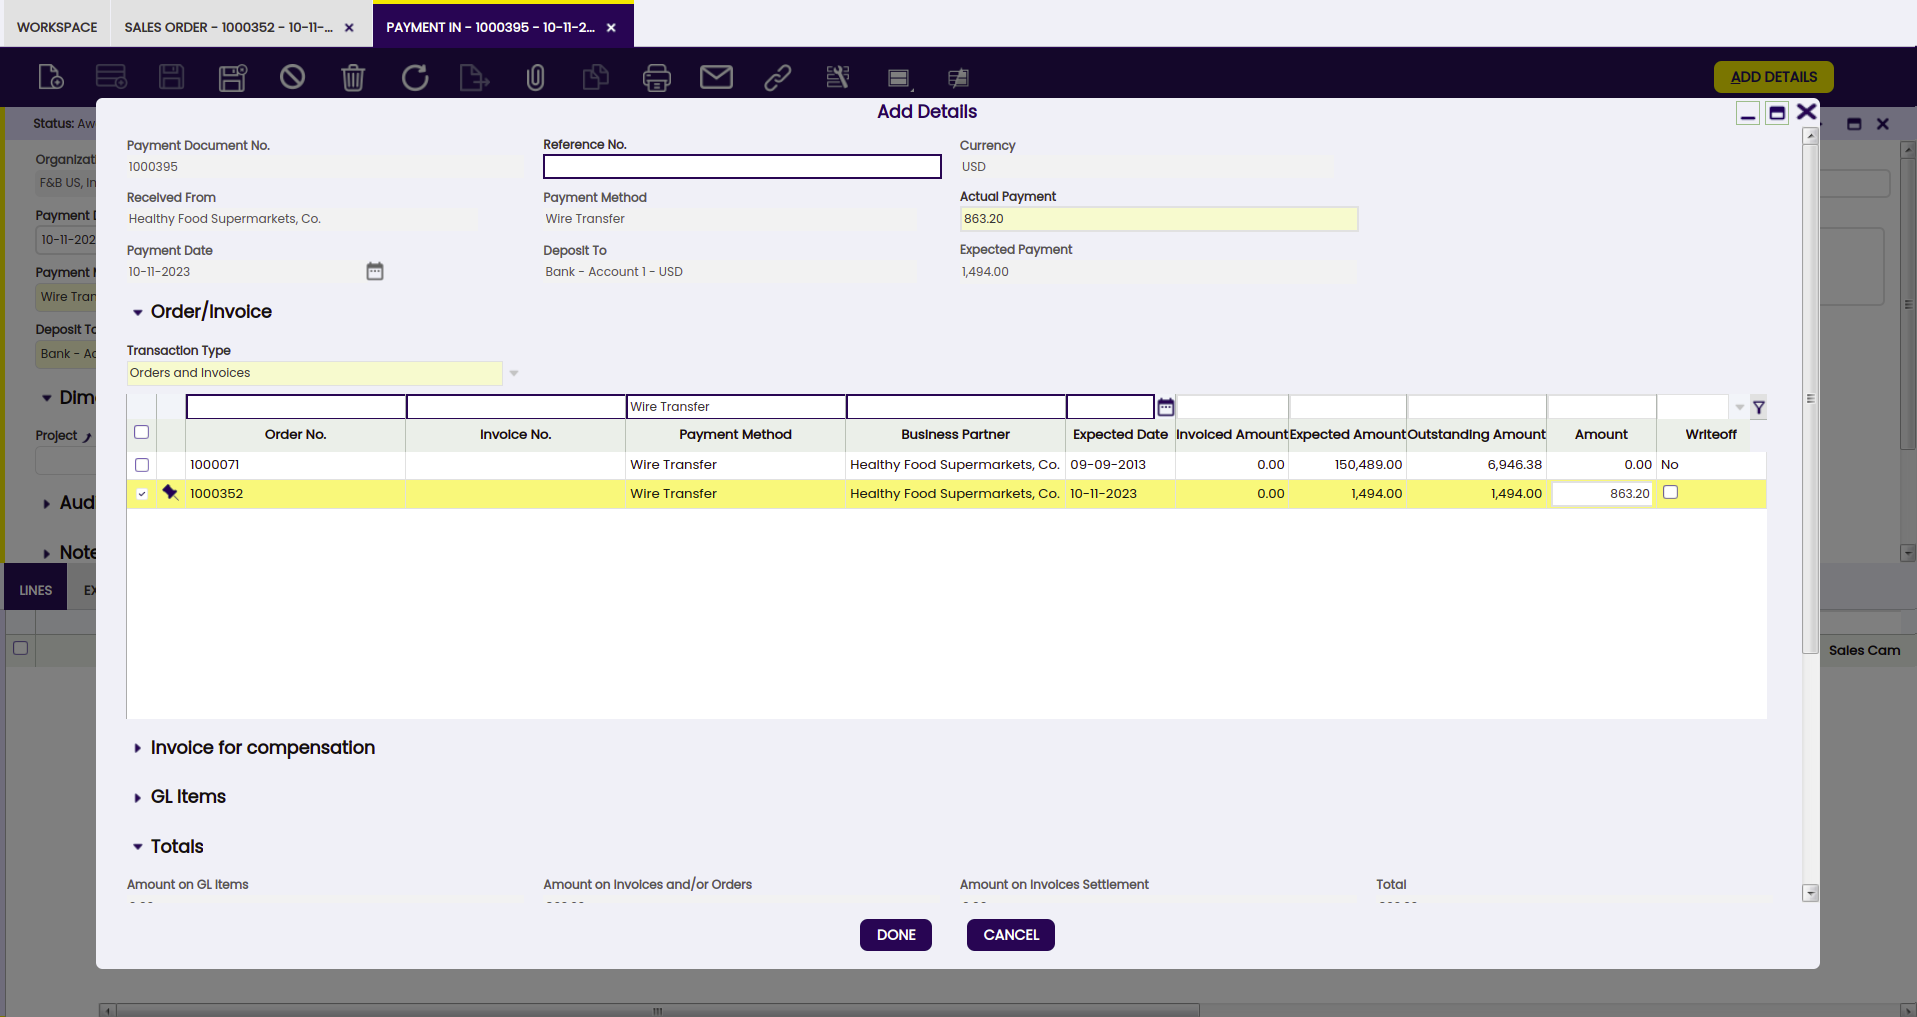 WORKSPACE
SALES ORDER - 1000352 - 10-11-...
PAYMENT IN - 1000395 - 10-11-2...
ADD DETAILS
Status: Aw
Organizati
F&B US, In
Payment D
10-11-202
Payment M
Wire Tran
Deposit To
Bank - Ac
Dime
Project
Aud
Note
LINES
EX
Sales Cam
Add Details
Payment Document No.
1000395
Reference No.
Currency
USD
Received From
Healthy Food Supermarkets, Co.
Payment Method
Wire Transfer
Actual Payment
863.20
Payment Date
10-11-2023
Deposit To
Bank - Account 1 - USD
Expected Payment
1,494.00
Order/Invoice
Transaction Type
Orders and Invoices
Wire Transfer
Order No. Invoice No. Payment Method Business Partner Expected Date Invoiced Amount Expected Amount Outstanding Amount Amount Writeoff
1000071 Wire Transfer Healthy Food Supermarkets, Co. 09-09-2013 0.00 150,489.00 6,946.38 0.00 No
1000352 Wire Transfer Healthy Food Supermarkets, Co. 10-11-2023 0.00 1,494.00 1,494.00 863.20
Invoice for compensation
GL Items
Totals
Amount on GL Items
Amount on Invoices and/or Orders
Amount on Invoices Settlement
Total
DONE
CANCEL